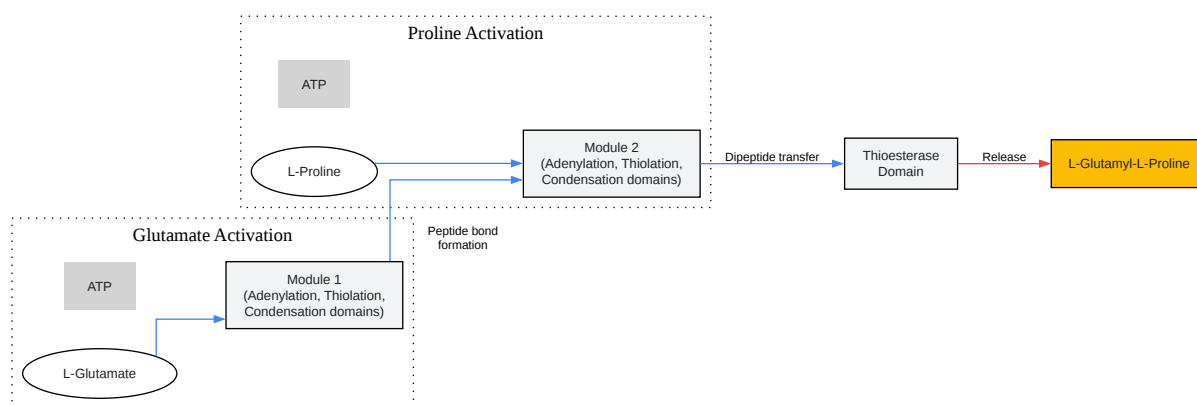 Proline Activation
ATP
L-Proline
Module 2
(Adenylation, Thiolation,
Condensation domains)
Dipeptide transfer
Thioesterase
Domain
Release
L-Glutamyl-L-Proline
Peptide bond
formation
Glutamate Activation
ATP
Module 1
(Adenylation, Thiolation,
Condensation domains)
L-Glutamate